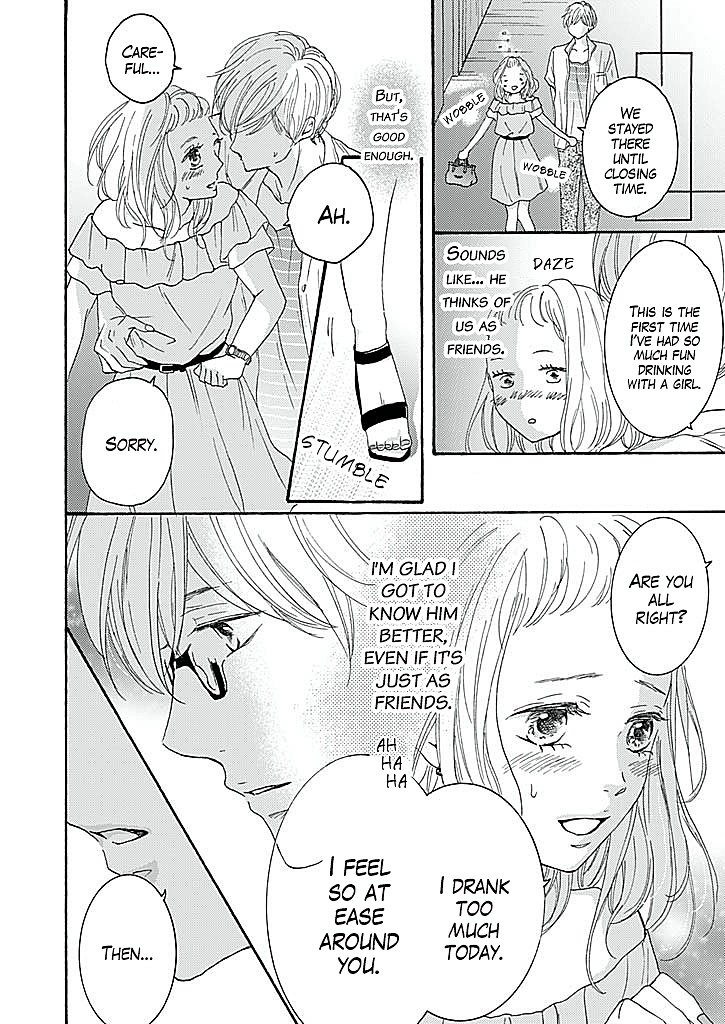 WE
STAYED
THERE
UNTIL
CLOSING
TIME.
WOBBLE
WOBBLE
THIS IS THE
FIRST TIME
I'VE HAD SO
MUCH FUN
DRINKING
WITH A GIRL.
DAZE
SOUNDS
LIKE... HE
THINKS OF
US AS
FRIENDS.
BUT,
THAT'S
GOOD
ENOUGH.
AH.
STUMBLE
CARE-
FUL...
SORRY.
ARE YOU
ALL
RIGHT?
I'M GLAD I
GOT TO
KNOW HIM
BETTER,
EVEN IF IT'S
JUST AS
FRIENDS.
AH
HA
HA
I DRANK
TOO
MUCH
TODAY.
I FEEL
SO AT
EASE
AROUND
YOU.
THEN...